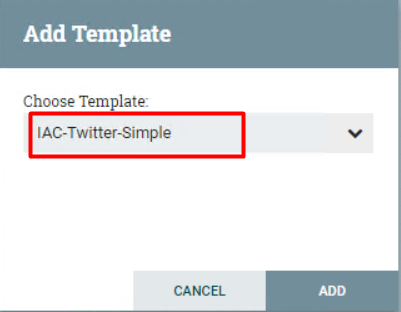 Add Template
Choose Template:
IAC-Twitter-Simple
CANCEL ADD